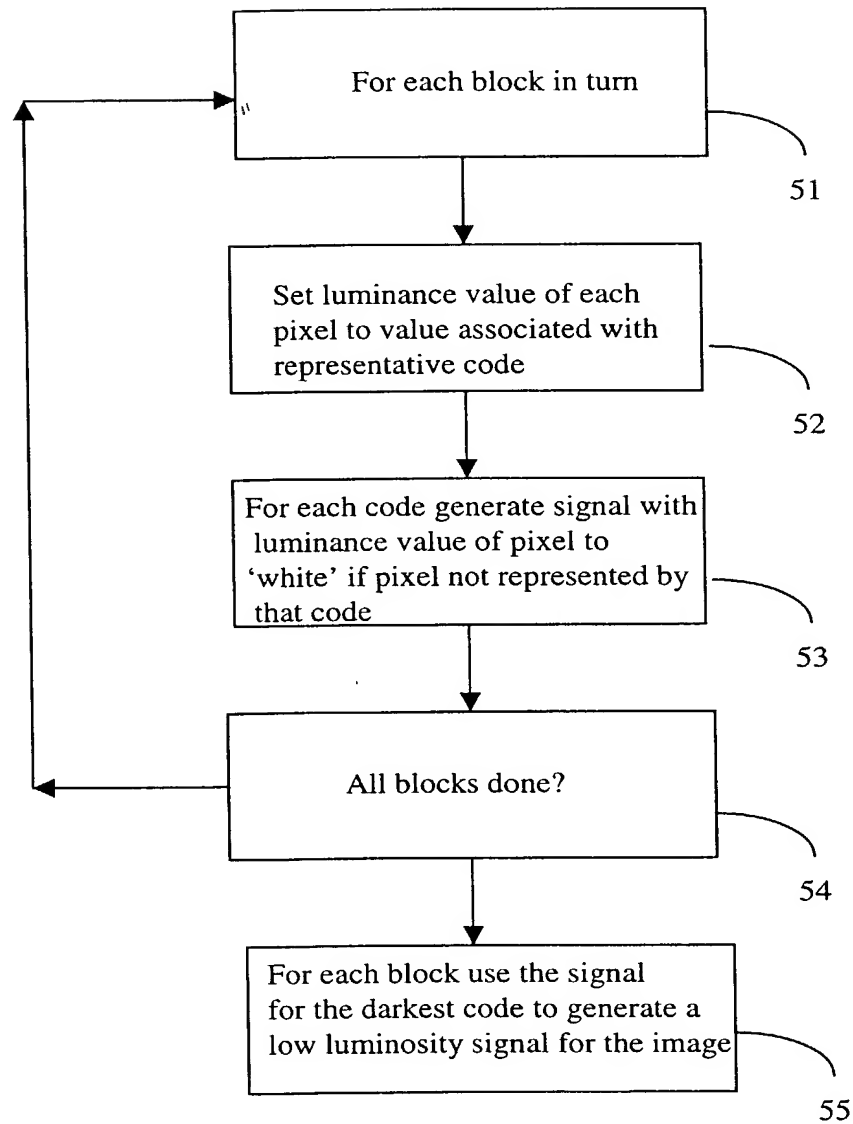 For each block in turn
51
Set luminance value of each
pixel to value associated with
representative code
52
For each code generate signal with
luminance value of pixel to
‘white’ if pixel not represented by
that code
53
All blocks done?
54
For each block use the signal
for the darkest code to generate a
low luminosity signal for the image
55